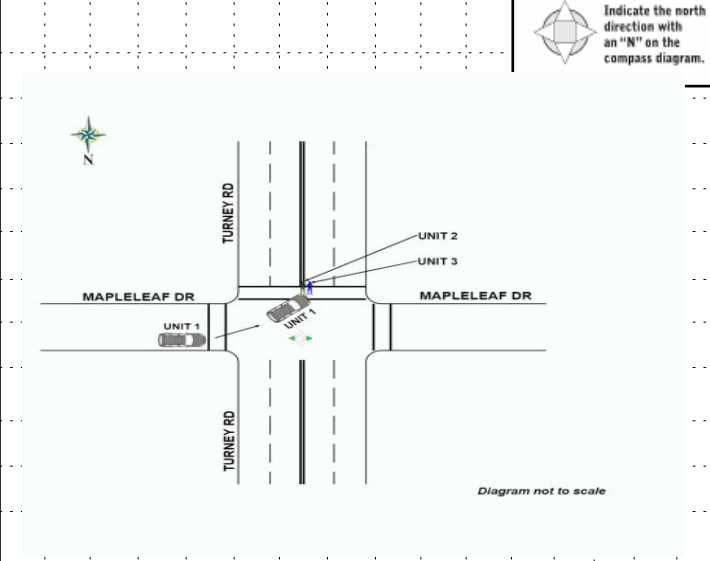 Indicate the north
direction with
an "N" on the
compass diagram.
N
TURNEY RD
UNIT 2
UNIT 3
MAPLELEAF DR
MAPLELEAF DR
UNIT 1
UNIT 1
TURNEY RD
Diagram not to scale